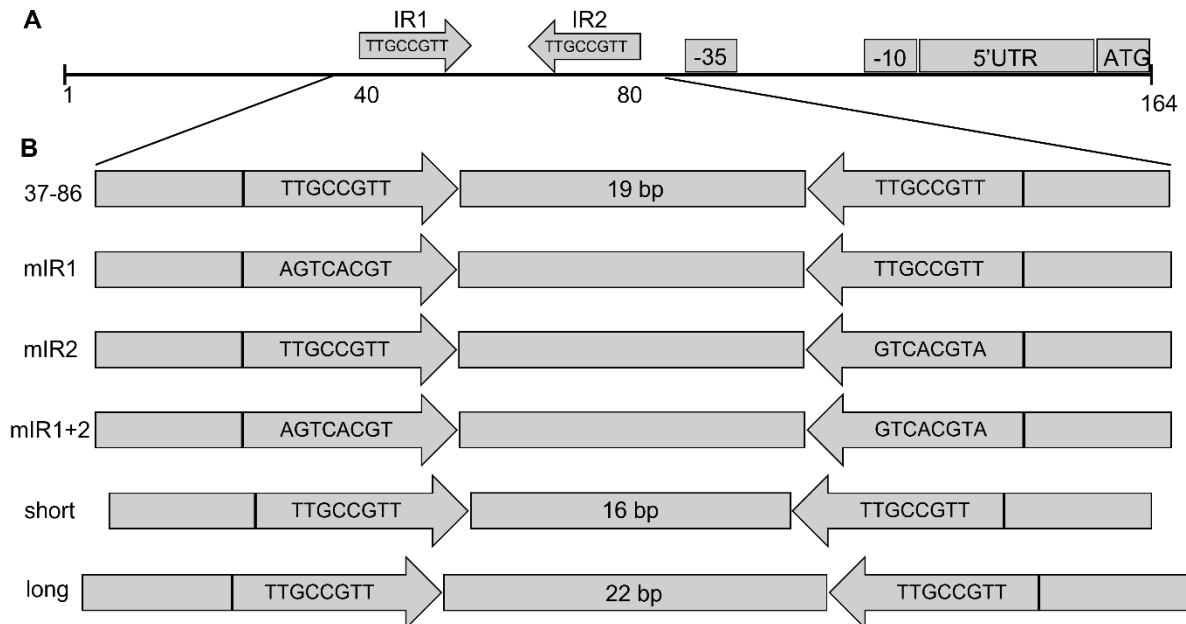 A
IR1 IR2
TTGCCGTT TTGCCGTT -35 -10 5'UTR ATG
1 40 80 164
B
37-86 TTGCCGTT 19 bp TTGCCGTT
mIR1 AGTCACGT TTGCCGTT
mIR2 TTGCCGTT GTCACGTA
mIR1+2 AGTCACGT GTCACGTA
short TTGCCGTT 16 bp TTGCCGTT
long TTGCCGTT 22 bp TTGCCGTT